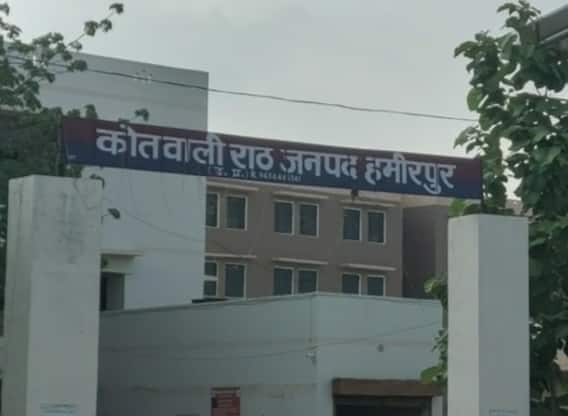 कोतवाली राठ जनपद हमीरपुर
(उ. प्र.)